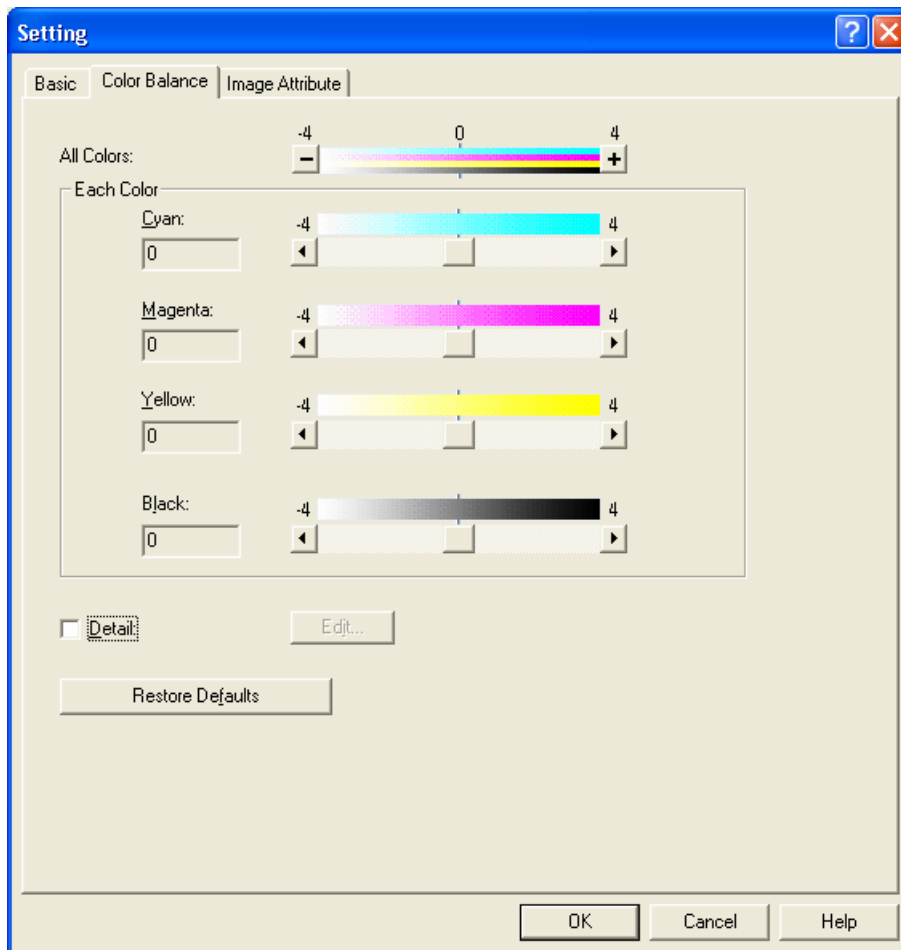 Setting
Basic Color Balance Image Attribute
-4 0 4
All Colors: − +
Each Color
Cyan: -4 4
0
Magenta: -4 4
0
Yellow: -4 4
0
Black: -4 4
0
Detail: Edit...
Restore Defaults
OK Cancel Help